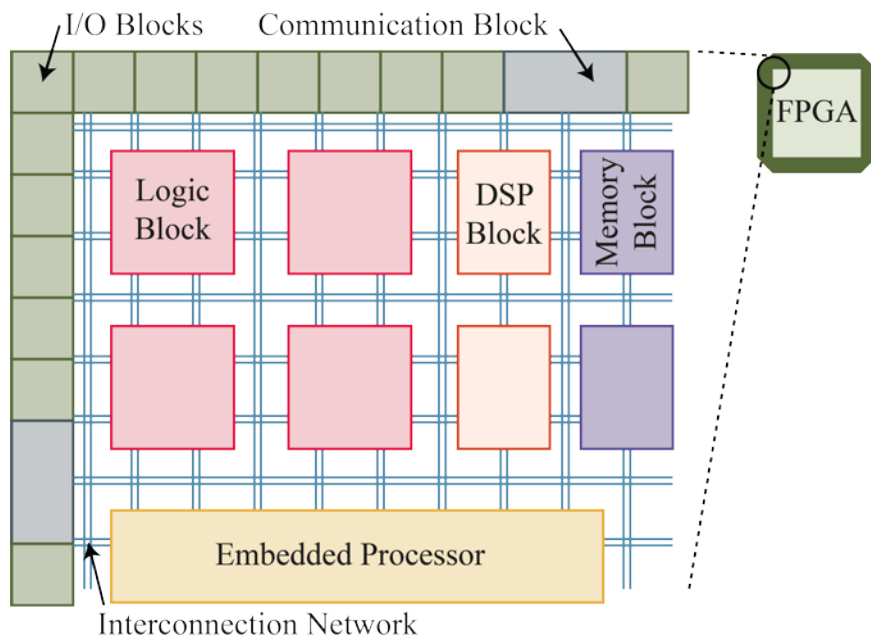 I/O Blocks
Communication Block
FPGA
Logic
Block
DSP
Block
Memory
Block
Embedded Processor
Interconnection Network